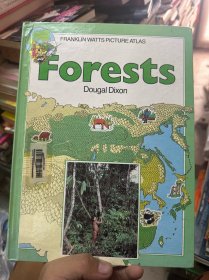 FRANKLIN WATTS PICTURE ATLAS
Forests
Dougal Dixon